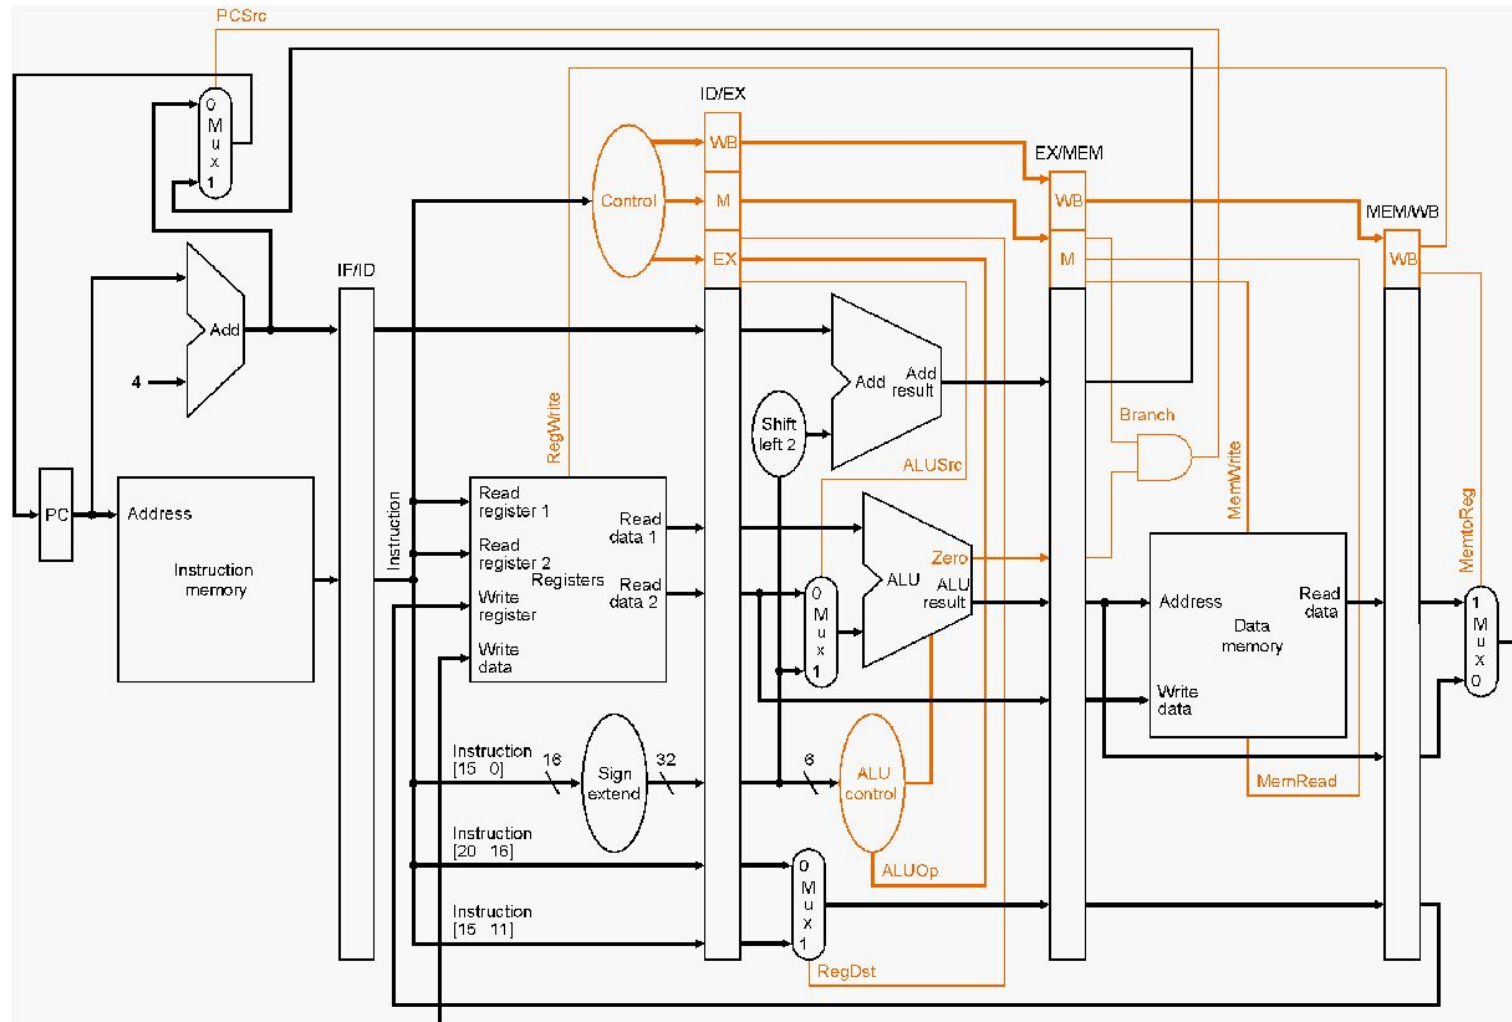 PCSrc
0
M
u
x
1
ID/EX
WB
M
EX
Control
EX/MEM
WB
M
MEM/WB
WB
IF/ID
Add
4
Add
Add
result
Shift
left 2
Branch
RegWrite
ALUSrc
MemWrite
MemtoReg
PC
Address
Instruction
memory
Instruction
Read
register 1
Read
register 2
Registers
Write
register
Write
data
Read
data 1
Read
data 2
0
M
u
x
1
Zero
ALU
ALU
result
Address
Read
data
Data
memory
Write
data
1
M
u
x
0
Instruction
[15 0]
16
Sign
extend
32
6
ALU
control
MemRead
Instruction
[20 16]
0
M
u
x
1
ALUOp
Instruction
[15 11]
RegDst